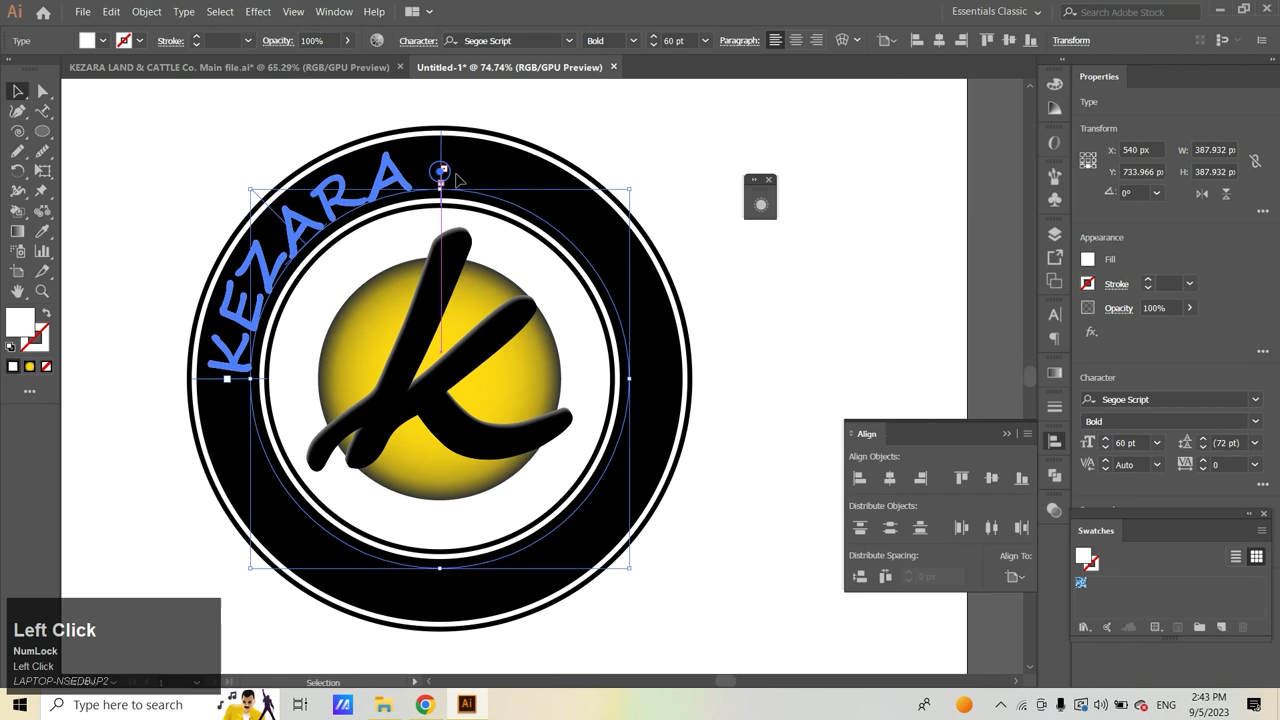 Ai File Edit Object Type Select Effect View Window Help Essentials Classic Search Adobe Stock
Type Stroke: Opacity: 100% Character: Segoe Script Bold 60 pt Paragraph: Transform
KEZARA LAND & CATTLE Co. Main file.ai* @ 65.29% (RGB/GPU Preview) × Untitled-1* @ 74.74% (RGB/GPU Preview) ×
Properties
Type
Transform
X: 540 px W: 387.932 p
Y: 733.8166 p H: 387.932 p
0°
Appearance
Fill
Stroke
Opacity 100%
fx.
Character
Segoe Script
Bold
60 pt (72 pt)
Auto 0
KEZARA
K
Align
Align Objects:
Distribute Objects:
Distribute Spacing: Align To:
0 px
Swatches
Left Click
NumLock
Left Click
LAPTOP-NSEDBJP2
1 Selection
Type here to search
Ai
ENG
2:43 PM
9/5/2023